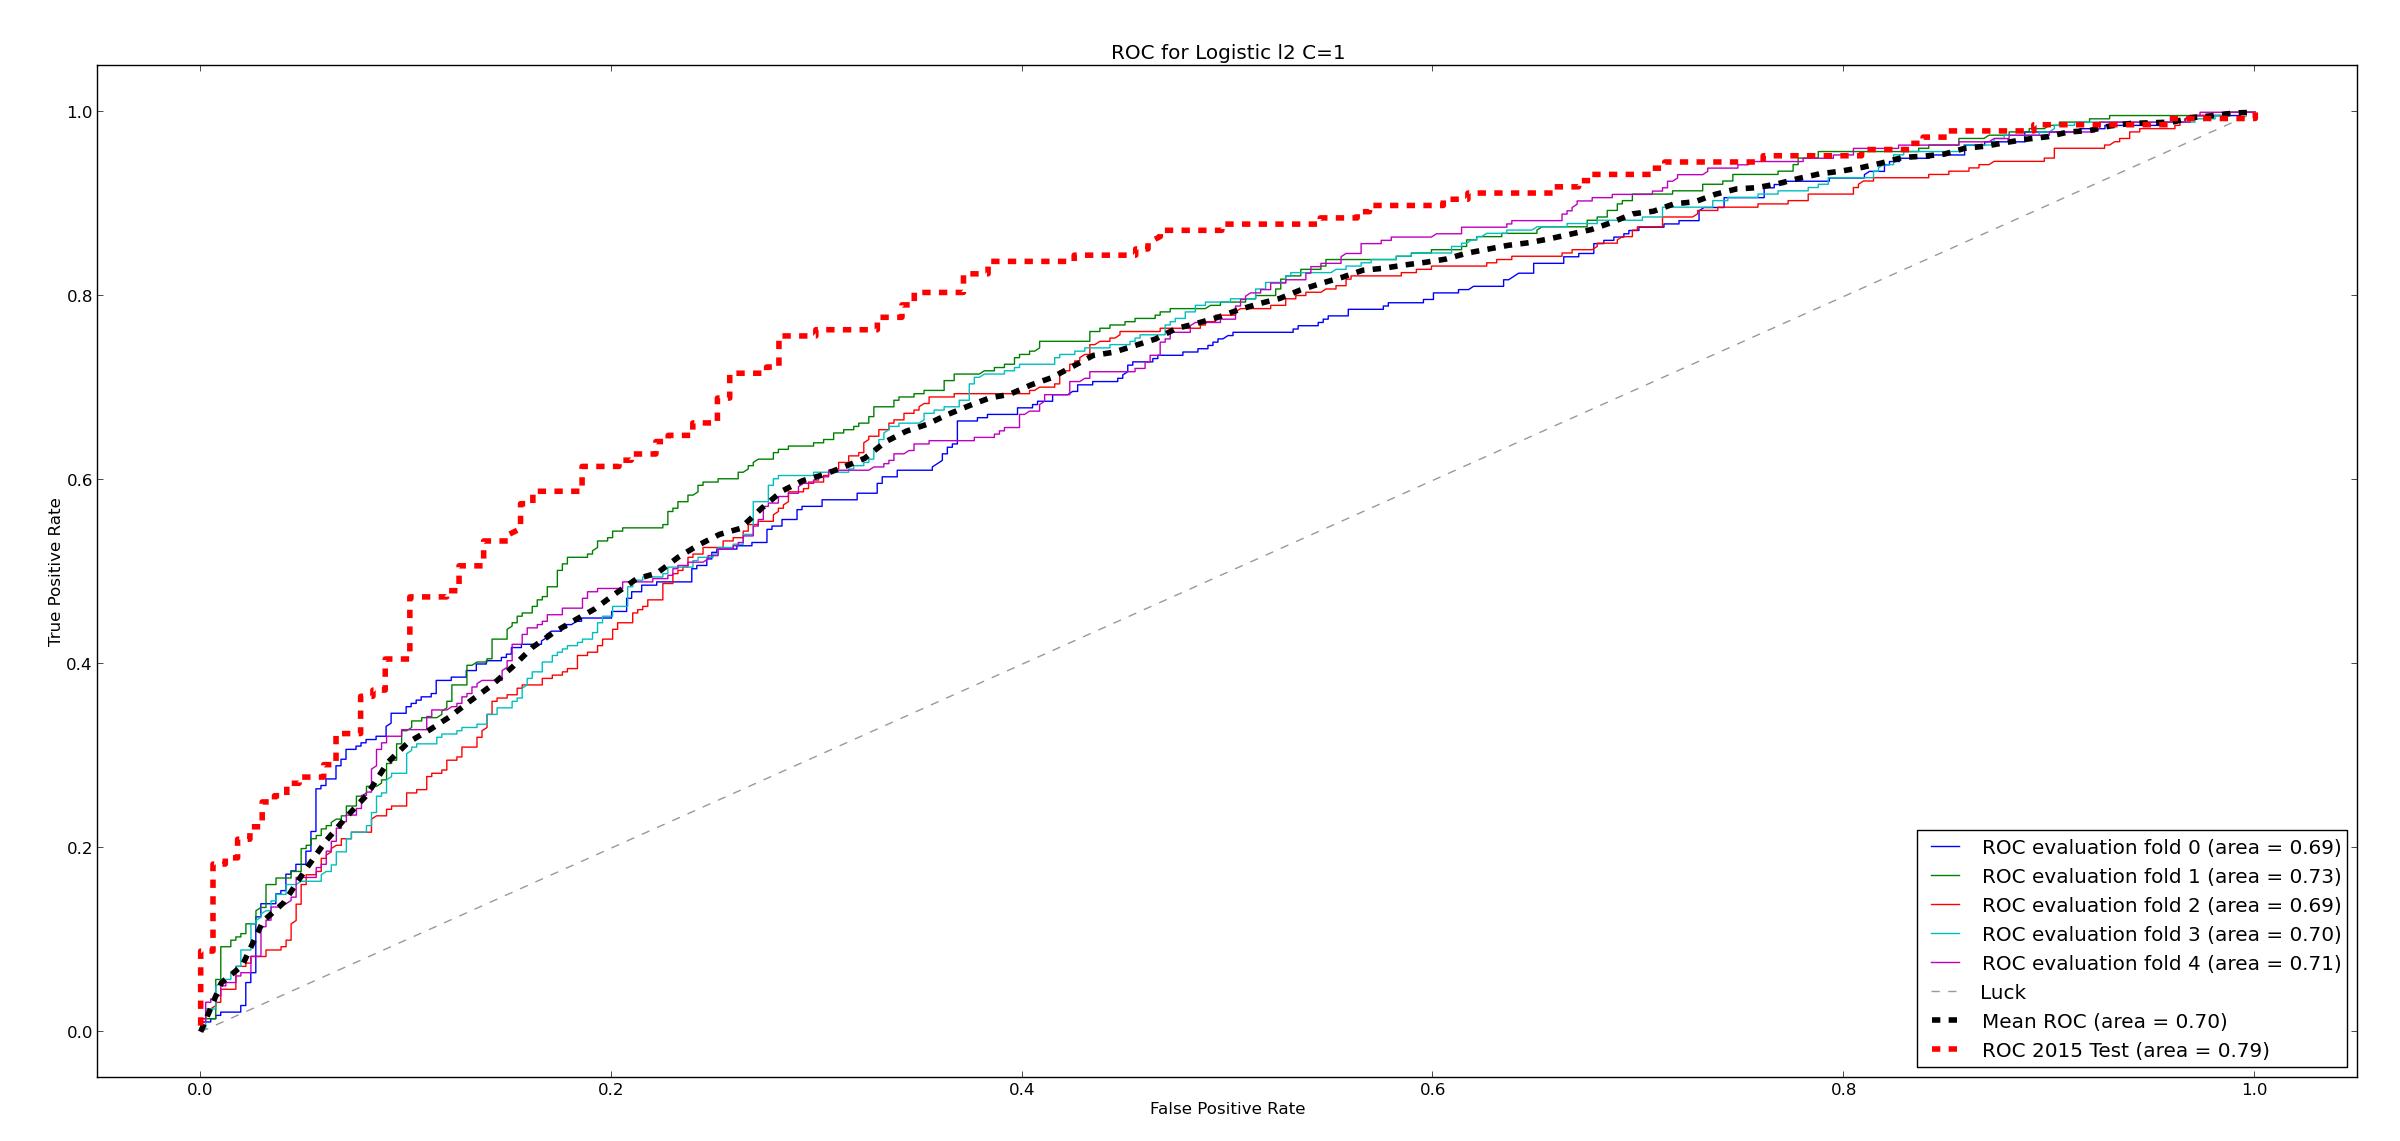 ROC for Logistic l2 C=1
1.0
0.8
0.6
0.4
0.2
0.0
True Positive Rate
0.0 0.2 0.4 0.6 0.8 1.0
False Positive Rate
ROC evaluation fold 0 (area = 0.69)
ROC evaluation fold 1 (area = 0.73)
ROC evaluation fold 2 (area = 0.69)
ROC evaluation fold 3 (area = 0.70)
ROC evaluation fold 4 (area = 0.71)
Luck
Mean ROC (area = 0.70)
ROC 2015 Test (area = 0.79)